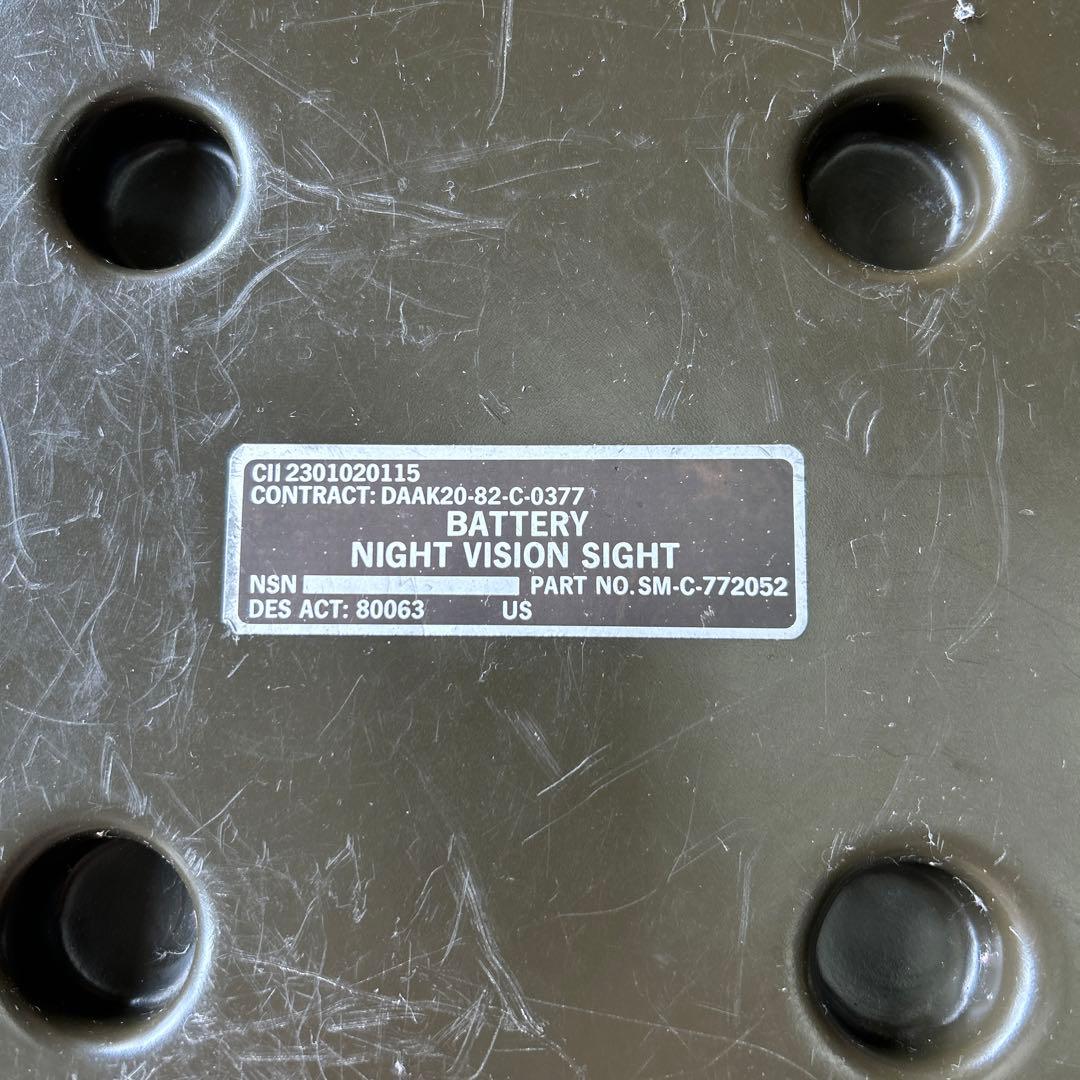 CII 2301020115
CONTRACT: DAAK20-82-C-0377
BATTERY
NIGHT VISION SIGHT
NSN PART NO. SM-C-772052
DES ACT: 80063 US